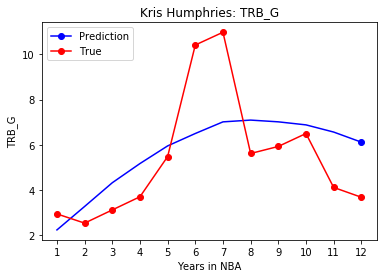 Kris Humphries: TRB_G
Prediction
True
TRB_G
10
8
6
4
2
1 2 3 4 5 6 7 8 9 10 11 12
Years in NBA